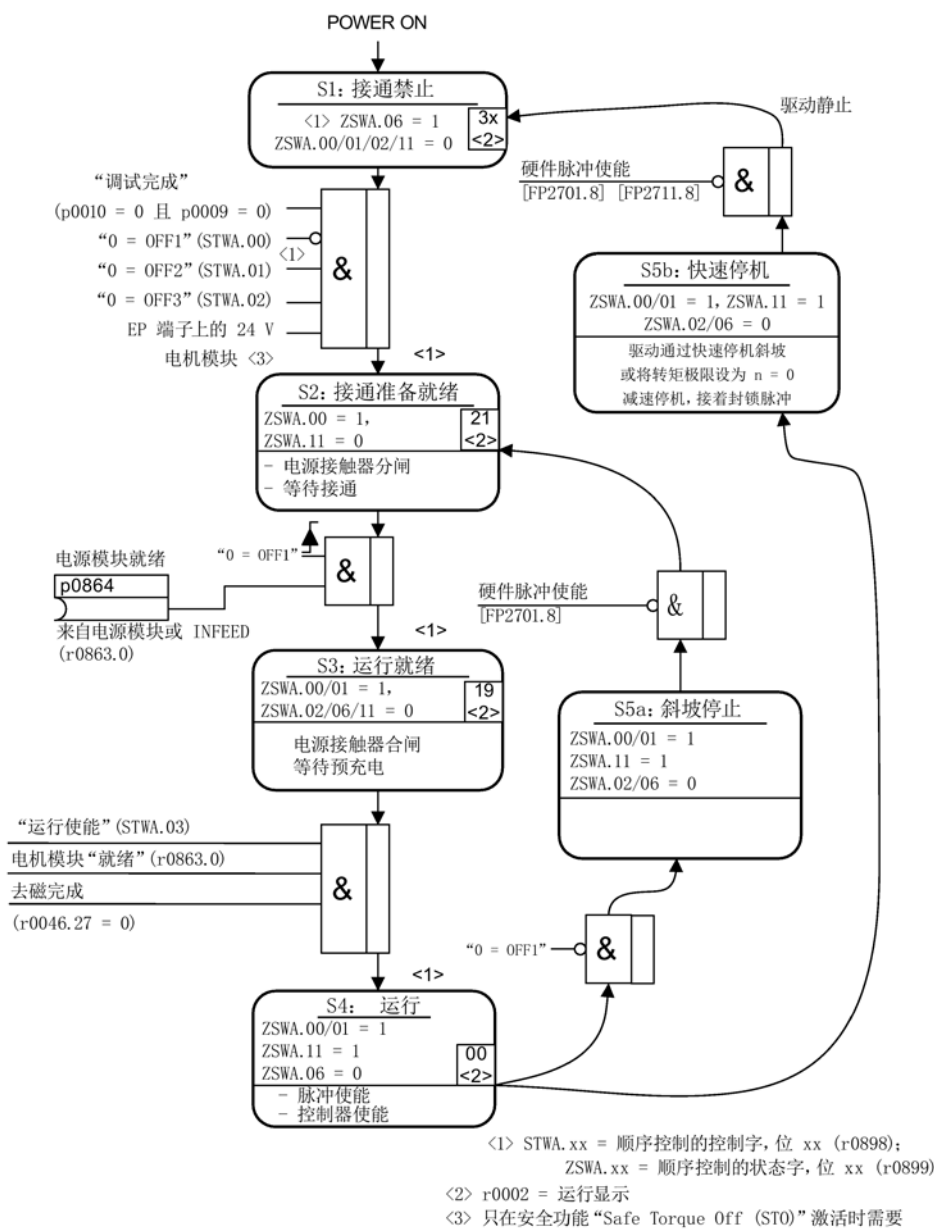 POWER ON
S1: 接通禁止
<1> ZSWA.06 = 1
ZSWA.00/01/02/11 = 0
3x
<2>
驱动静止
硬件脉冲使能
[FP2701.8] [FP2711.8]
&
“调试完成”
(p0010 = 0 且 p0009 = 0)
“0 = OFF1”(STWA.00)
<1>
“0 = OFF2”(STWA.01)
“0 = OFF3”(STWA.02)
EP 端子上的 24 V
电机模块 <3>
&
<1>
S5b: 快速停机
ZSWA.00/01 = 1, ZSWA.11 = 1
ZSWA.02/06 = 0
驱动通过快速停机斜坡
或将转矩极限设为 n = 0
减速停机, 接着封锁脉冲
S2: 接通准备就绪
ZSWA.00 = 1,
ZSWA.11 = 0
21
<2>
- 电源接触器分闸
- 等待接通
“0 = OFF1”
&
电源模块就绪
p0864
来自电源模块或 INFEED
(r0863.0)
<1>
硬件脉冲使能
[FP2701.8]
&
S3: 运行就绪
ZSWA.00/01 = 1,
ZSWA.02/06/11 = 0
19
<2>
电源接触器合闸
等待预充电
S5a: 斜坡停止
ZSWA.00/01 = 1
ZSWA.11 = 1
ZSWA.02/06 = 0
“运行使能”(STWA.03)
电机模块“就绪”(r0863.0)
去磁完成
(r0046.27 = 0)
&
“0 = OFF1”
&
<1>
S4: 运行
ZSWA.00/01 = 1
ZSWA.11 = 1
ZSWA.06 = 0
00
<2>
- 脉冲使能
- 控制器使能
<1> STWA.xx = 顺序控制的控制字, 位 xx (r0898);
ZSWA.xx = 顺序控制的状态字, 位 xx (r0899)
<2> r0002 = 运行显示
<3> 只在安全功能“Safe Torque Off (STO)”激活时需要